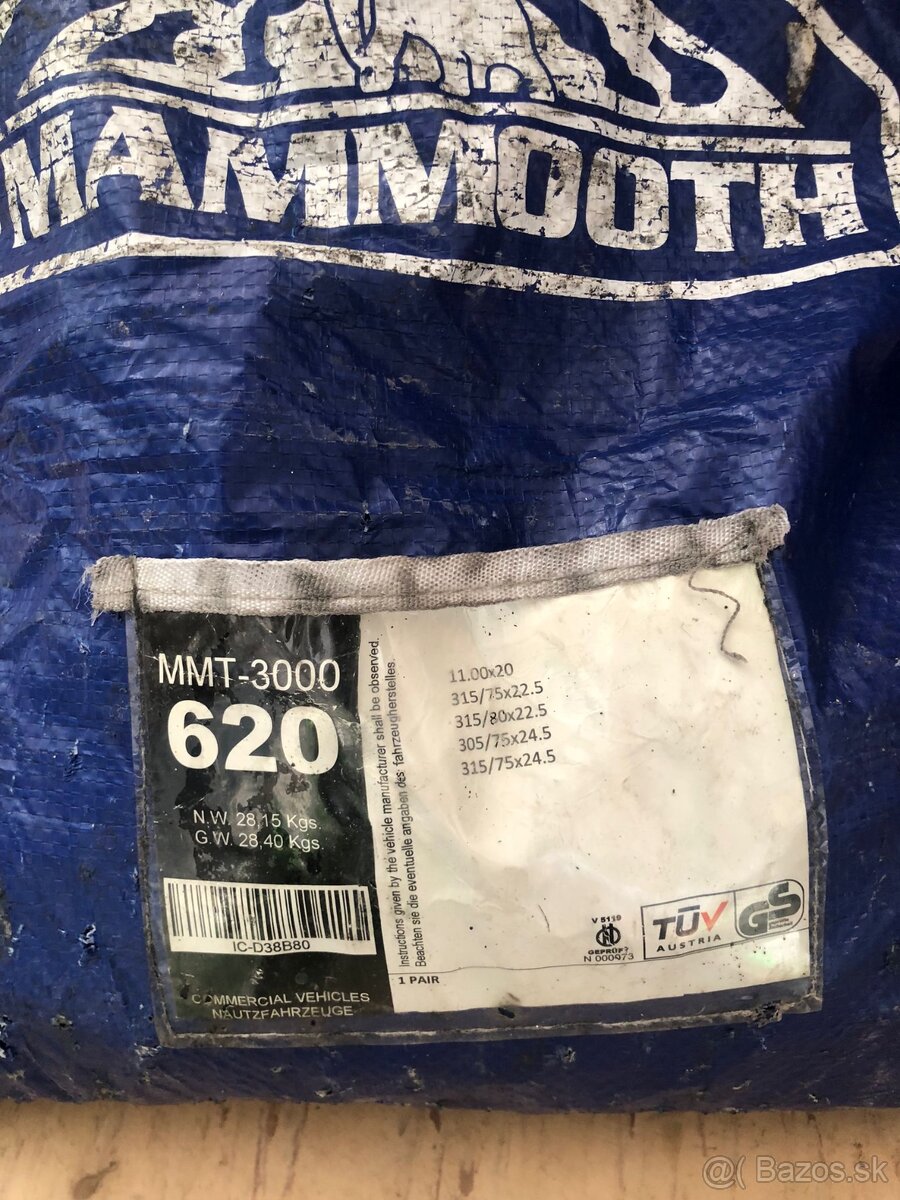 MAMMOOTH
MMT-3000
620
N.W. 28,15 Kgs.
G.W. 28,40 Kgs.
IC-D38B80
COMMERCIAL VEHICLES
NAUTZFAHRZEUGE
Instructions given by the vehicle manufacturer shall be observed.
Beachten sie die eventuelle angaben des fahrzeugherstelles.
11.00x20
315/75x22.5
315/80x22.5
305/75x24.5
315/75x24.5
1 PAIR
V 5119
GEPRÜFT
N 000073
TÜV
AUSTRIA
GS
@( Bazos.sk